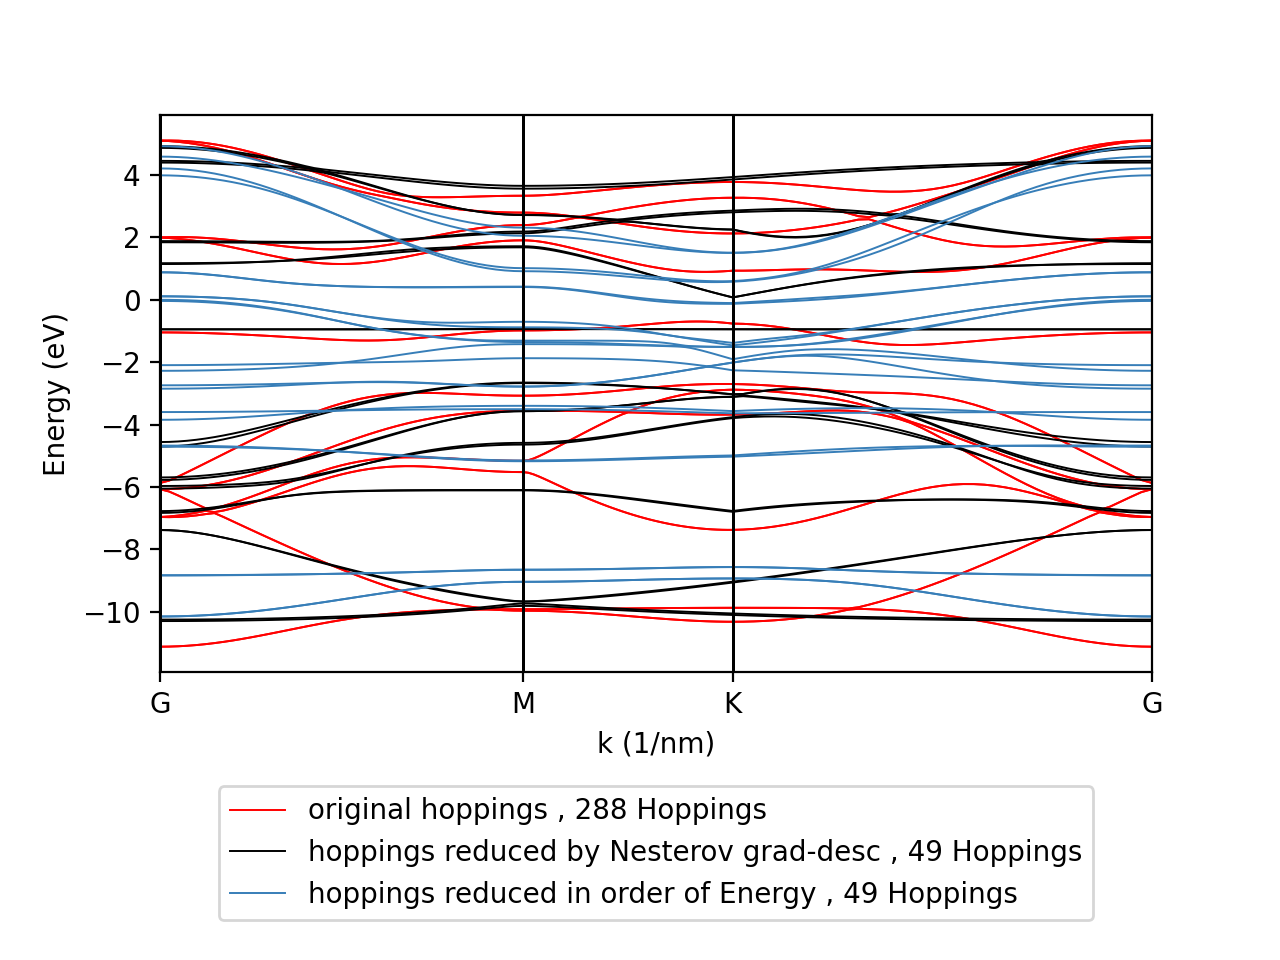 4
2
0
−2
−4
−6
−8
−10
Energy (eV)
G M K G
k (1/nm)
original hoppings , 288 Hoppings
hoppings reduced by Nesterov grad-desc , 49 Hoppings
hoppings reduced in order of Energy , 49 Hoppings